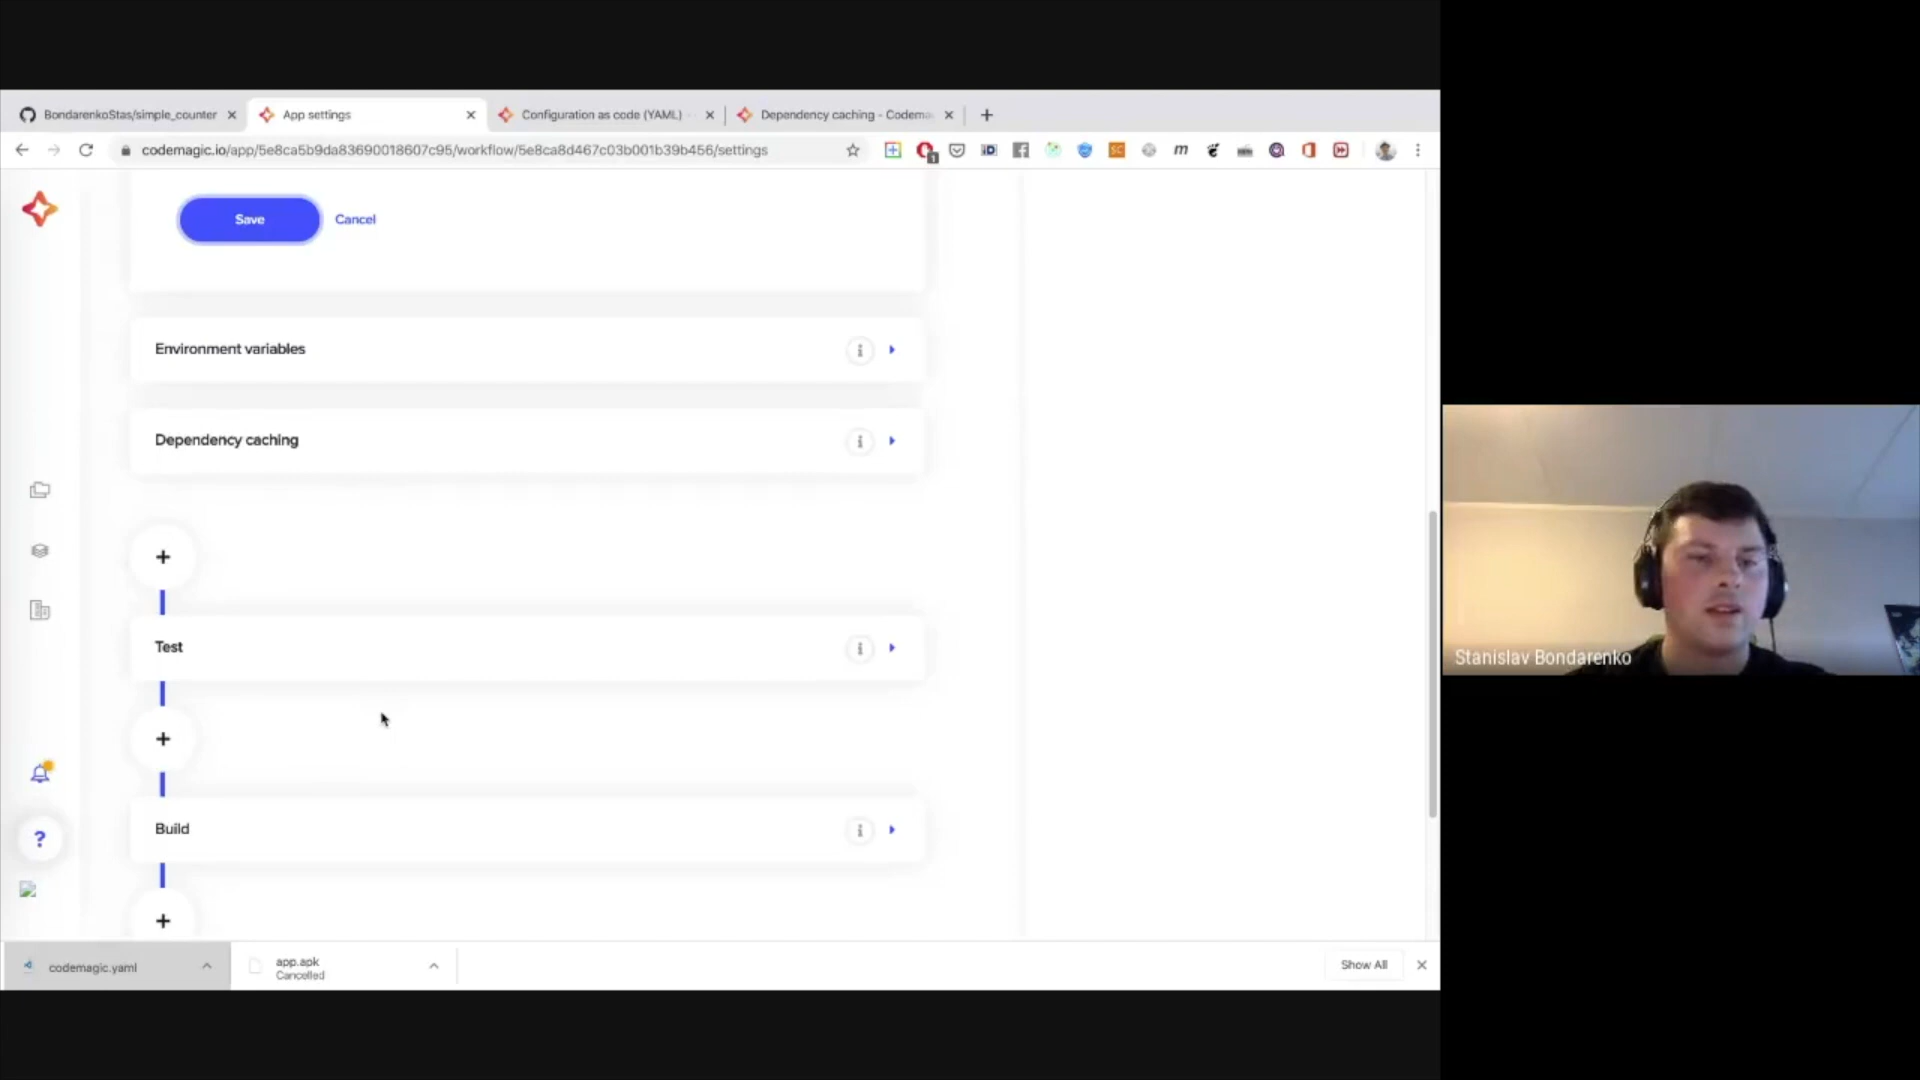 BondarenkoStas/simple_counter
App settings
Configuration as code (YAML)
Dependency caching - Codema
codemagic.io/app/5e8ca5b9da83690018607c95/workflow/5e8ca8d467c03b001b39b456/settings
Save
Cancel
Environment variables
Dependency caching
Test
Build
Stanislav Bondarenko
codemagic.yaml
app.apk
Cancelled
Show All